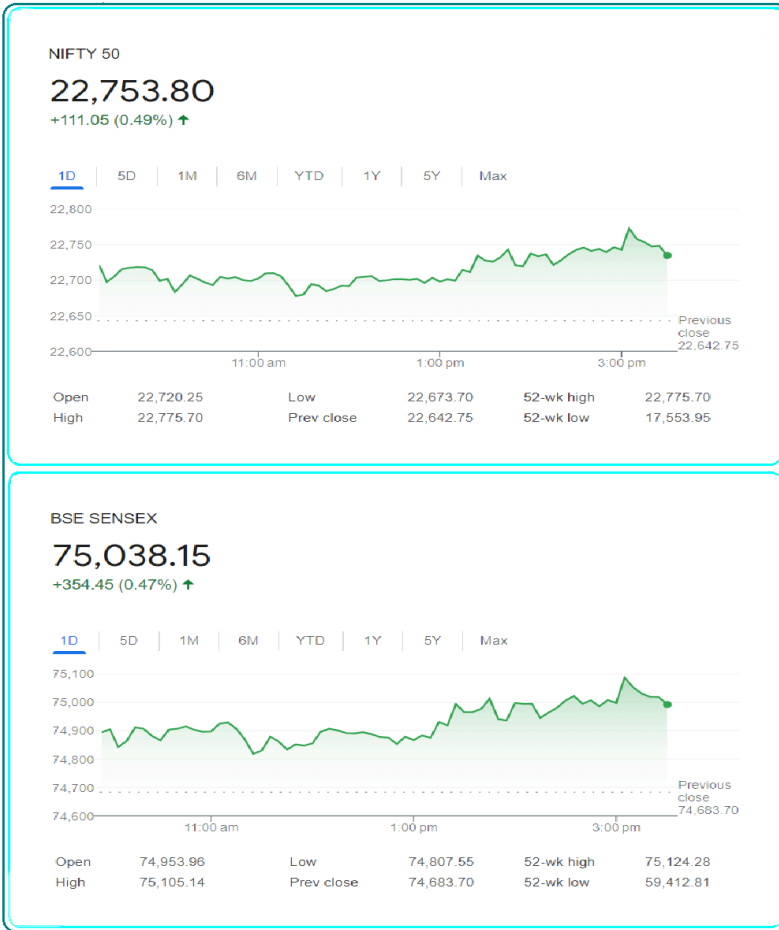 NIFTY 50
22,753.80
+111.05 (0.49%) ↑
1D 5D 1M 6M YTD 1Y 5Y Max
22,800
22,750
22,700
22,650
Previous
close
22,642.75
22,600
11:00 am 1:00 pm 3:00 pm
Open 22,720.25 Low 22,673.70 52-wk high 22,775.70
High 22,775.70 Prev close 22,642.75 52-wk low 17,553.95
BSE SENSEX
75,038.15
+354.45 (0.47%) ↑
1D 5D 1M 6M YTD 1Y 5Y Max
75,100
75,000
74,900
74,800
74,700
Previous
close
74,683.70
74,600
11:00 am 1:00 pm 3:00 pm
Open 74,953.96 Low 74,807.55 52-wk high 75,124.28
High 75,105.14 Prev close 74,683.70 52-wk low 59,412.81